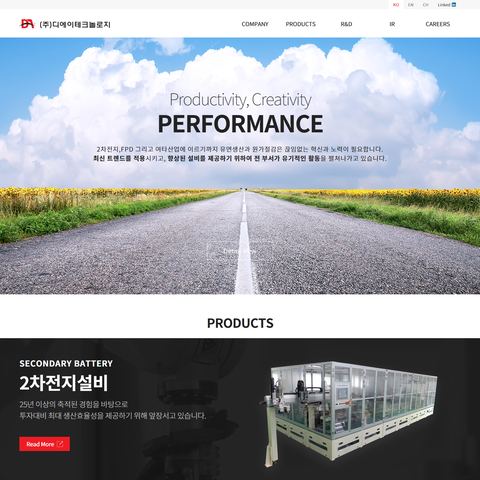 KO EN CH Linked in
DA (주)디에이테크놀로지 COMPANY PRODUCTS R&D IR CAREERS
Productivity, Creativity
PERFORMANCE
2차전지,FPD 그리고 여타산업에 이르기까지 유연생산과 원가절감은 끊임없는 혁신과 노력이 필요합니다.
최신 트렌드를 적용시키고, 향상된 설비를 제공하기 위하여 전 부서가 유기적인 활동을 펼쳐나가고 있습니다.
PRODUCTS
SECONDARY BATTERY
2차전지설비
25년 이상의 축적된 경험을 바탕으로
투자대비 최대 생산효율성을 제공하기 위해 앞장서고 있습니다.
Read More